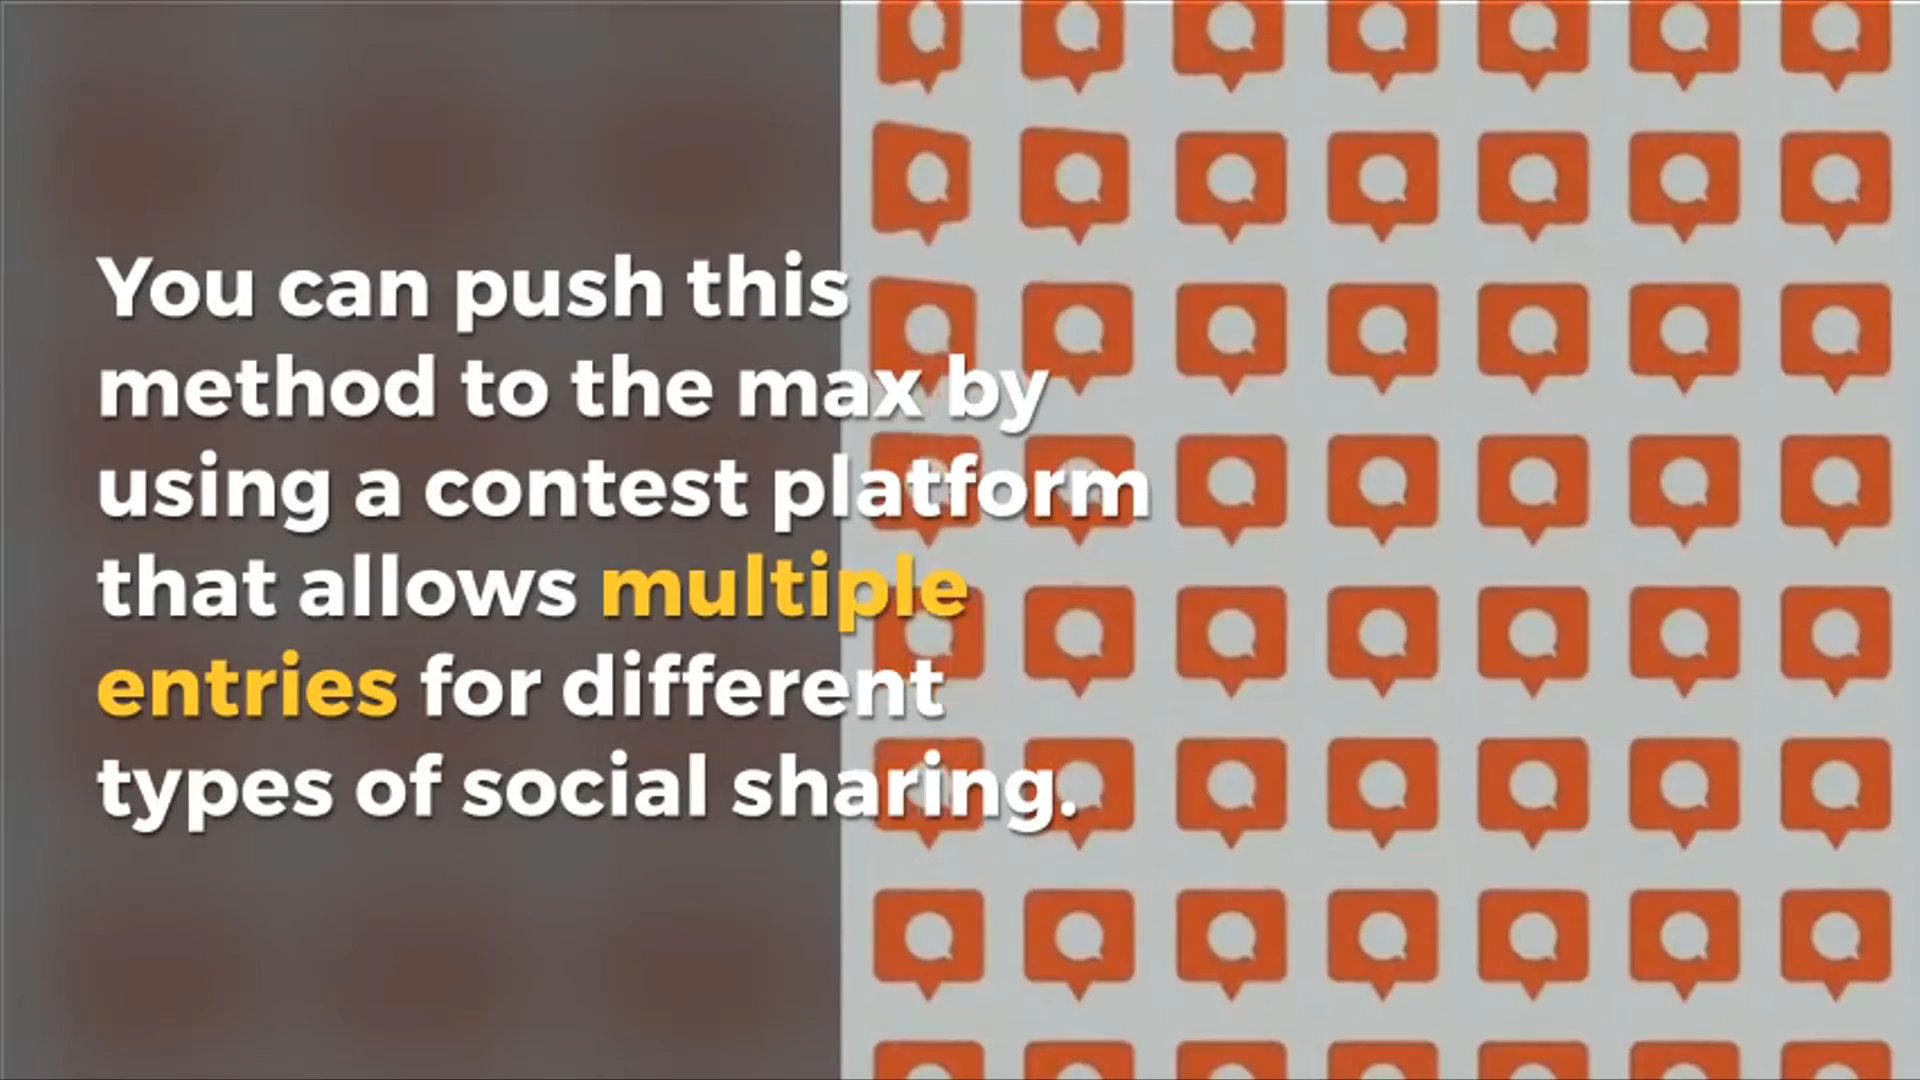 You can push this
method to the max by
using a contest platform
that allows multiple
entries for different
types of social sharing.